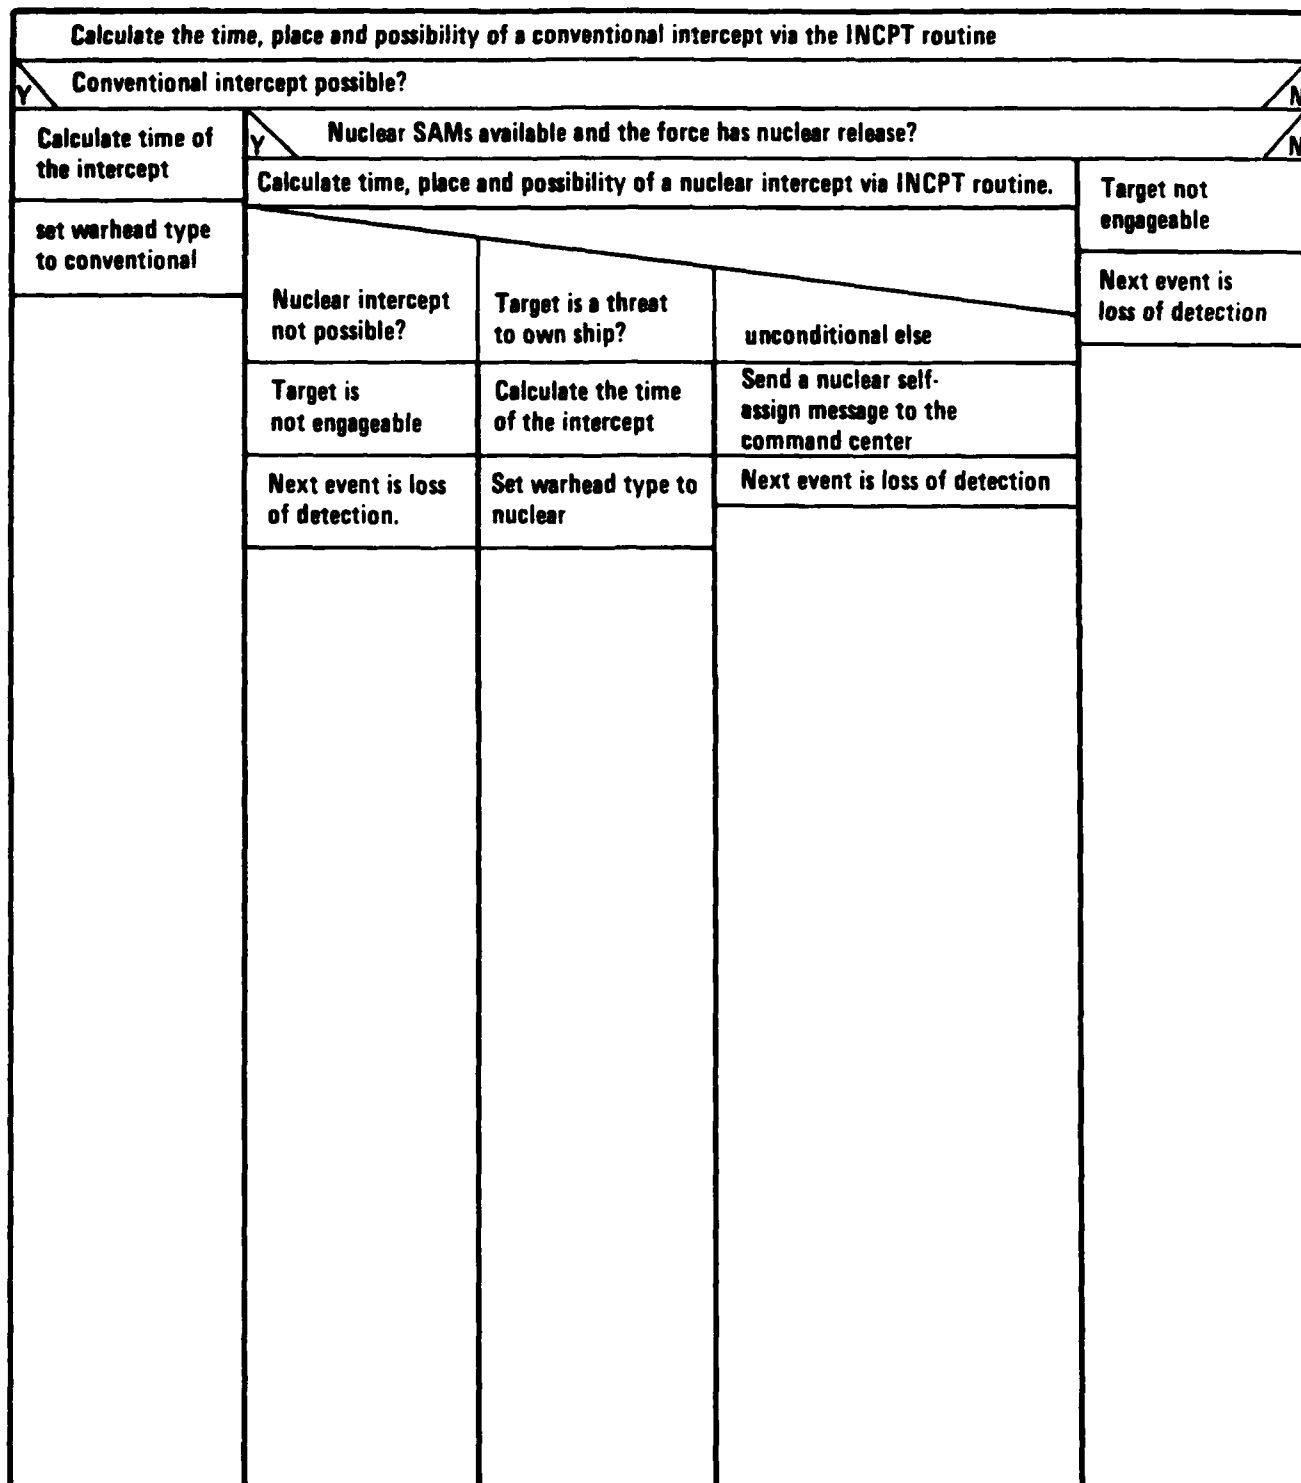 Calculate the time, place and possibility of a conventional intercept via the INCPT routine
Y
Conventional intercept possible?
N
Calculate time of
the intercept
set warhead type
to conventional
Y
Nuclear SAMs available and the force has nuclear release?
N
Calculate time, place and possibility of a nuclear intercept via INCPT routine.
Nuclear intercept
not possible?
Target is
not engageable
Next event is loss
of detection.
Target is a threat
to own ship?
Calculate the time
of the intercept
Set warhead type to
nuclear
unconditional else
Send a nuclear self-
assign message to the
command center
Next event is loss of detection
Target not
engageable
Next event is
loss of detection